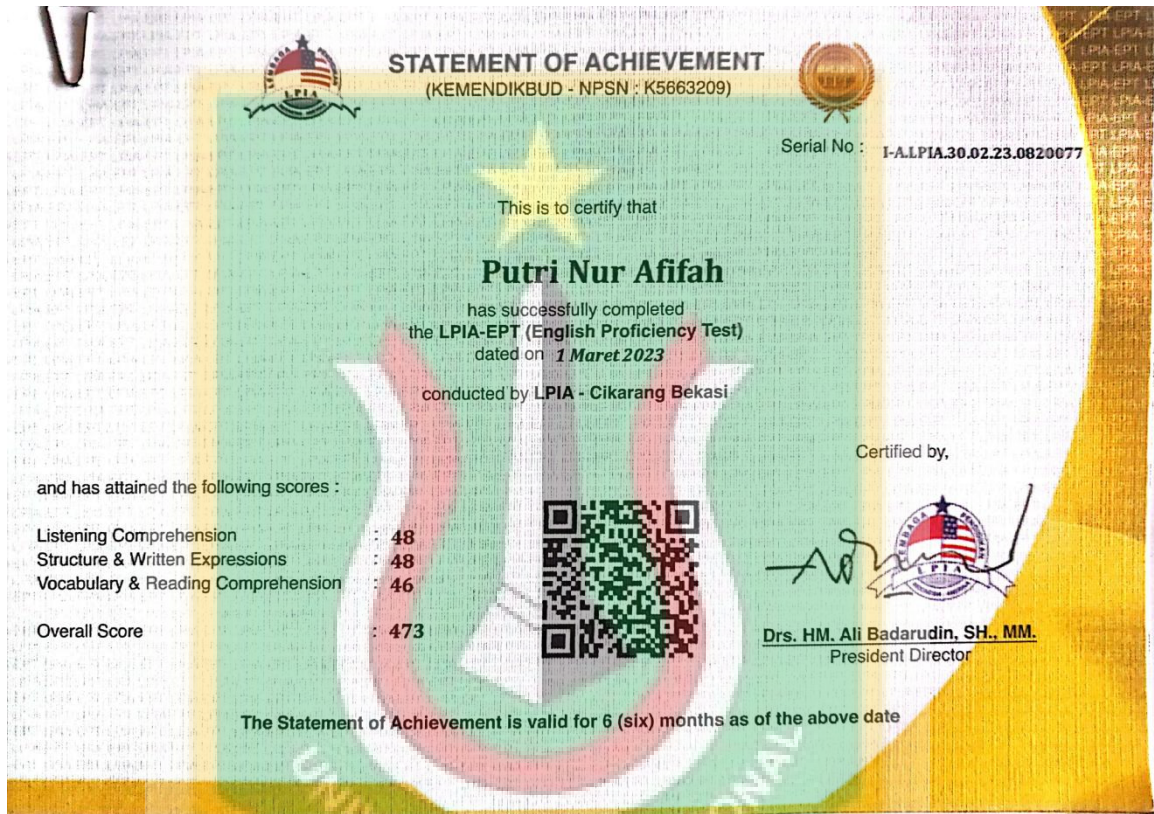 STATEMENT OF ACHIEVEMENT
(KEMENDIKBUD - NPSN : K5663209)
LEMBAGA PENDIDIKAN
LPIA
Serial No : I-A.LPIA.30.02.23.0820077
This is to certify that
Putri Nur Afifah
has successfully completed
the LPIA-EPT (English Proficiency Test)
dated on 1 Maret 2023
conducted by LPIA - Cikarang Bekasi
Certified by,
and has attained the following scores :
Listening Comprehension : 48
Structure & Written Expressions : 48
Vocabulary & Reading Comprehension : 46
Overall Score : 473
LEMBAGA PENDIDIKAN
LPIA
Drs. HM. Ali Badarudin, SH., MM.
President Director
The Statement of Achievement is valid for 6 (six) months as of the above date